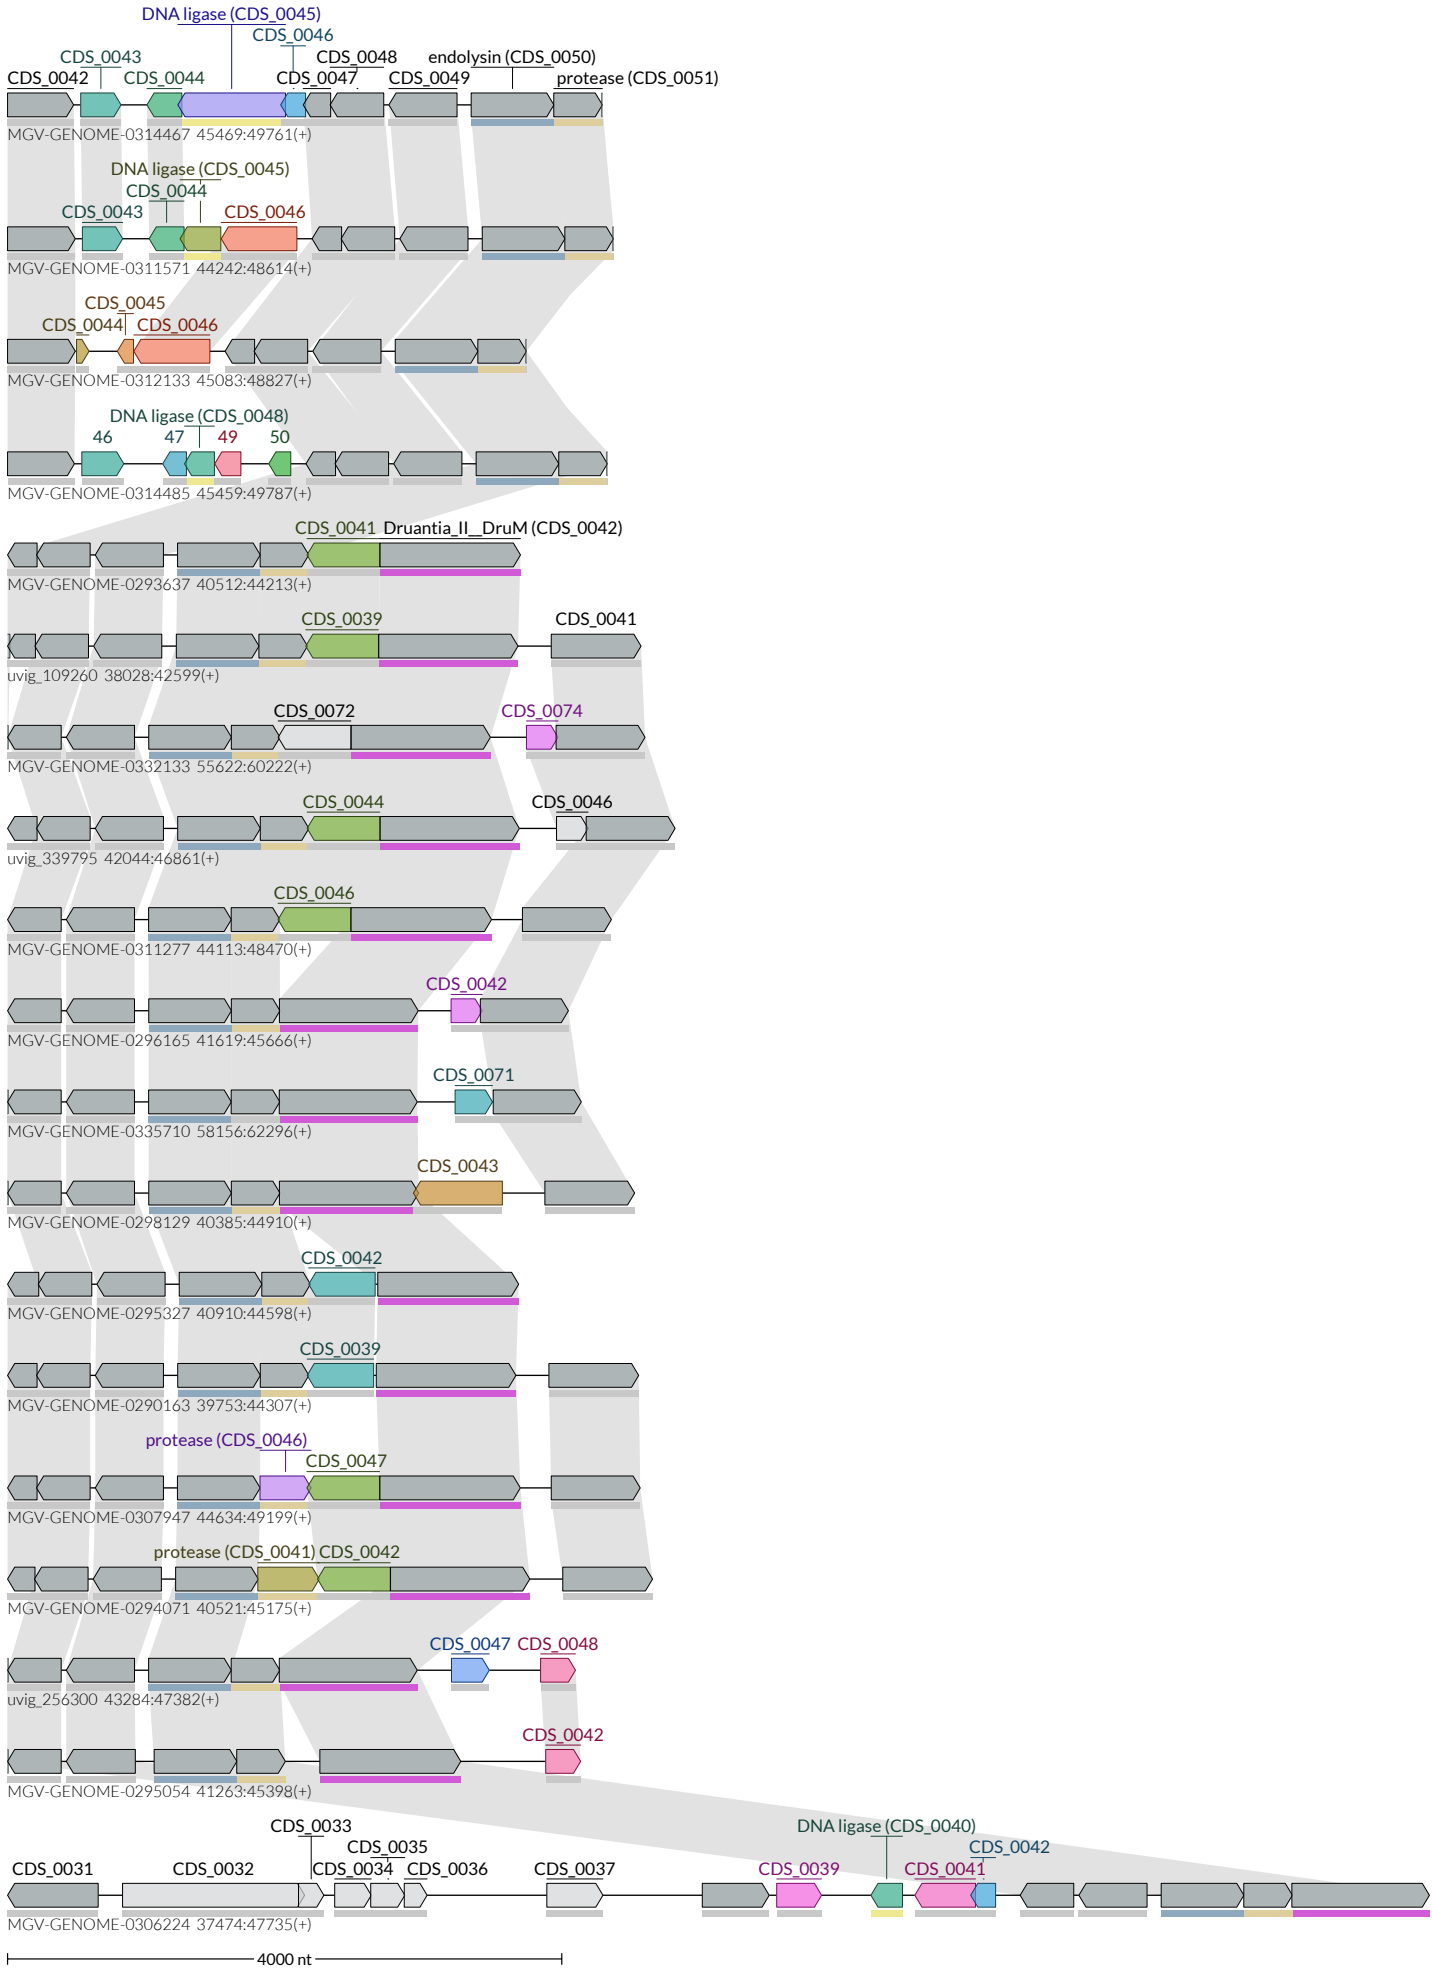 DNA ligase (CDS_0045)
CDS_0046
CDS_0043 CDS_0048 endolysin (CDS_0050)
CDS_0042 CDS_0044 CDS_0047 CDS_0049 protease (CDS_0051)
MGV-GENOME-0314467 45469:49761(+)
DNA ligase (CDS_0045)
CDS_0044
CDS_0043 CDS_0046
MGV-GENOME-0311571 44242:48614(+)
CDS_0045
CDS_0044 CDS_0046
MGV-GENOME-0312133 45083:48827(+)
DNA ligase (CDS_0048)
46 47 49 50
MGV-GENOME-0314485 45459:49787(+)
CDS_0041 Druantia_II__DruM (CDS_0042)
MGV-GENOME-0293637 40512:44213(+)
CDS_0039 CDS_0041
uvig_109260 38028:42599(+)
CDS_0072 CDS_0074
MGV-GENOME-0332133 55622:60222(+)
CDS_0044 CDS_0046
uvig_339795 42044:46861(+)
CDS_0046
MGV-GENOME-0311277 44113:48470(+)
CDS_0042
MGV-GENOME-0296165 41619:45666(+)
CDS_0071
MGV-GENOME-0335710 58156:62296(+)
CDS_0043
MGV-GENOME-0298129 40385:44910(+)
CDS_0042
MGV-GENOME-0295327 40910:44598(+)
CDS_0039
MGV-GENOME-0290163 39753:44307(+)
protease (CDS_0046)
CDS_0047
MGV-GENOME-0307947 44634:49199(+)
protease (CDS_0041) CDS_0042
MGV-GENOME-0294071 40521:45175(+)
CDS_0047 CDS_0048
uvig_256300 43284:47382(+)
CDS_0042
MGV-GENOME-0295054 41263:45398(+)
CDS_0033 DNA ligase (CDS_0040)
CDS_0035 CDS_0042
CDS_0031 CDS_0032 CDS_0034 CDS_0036 CDS_0037 CDS_0039 CDS_0041
MGV-GENOME-0306224 37474:47735(+)
4000 nt